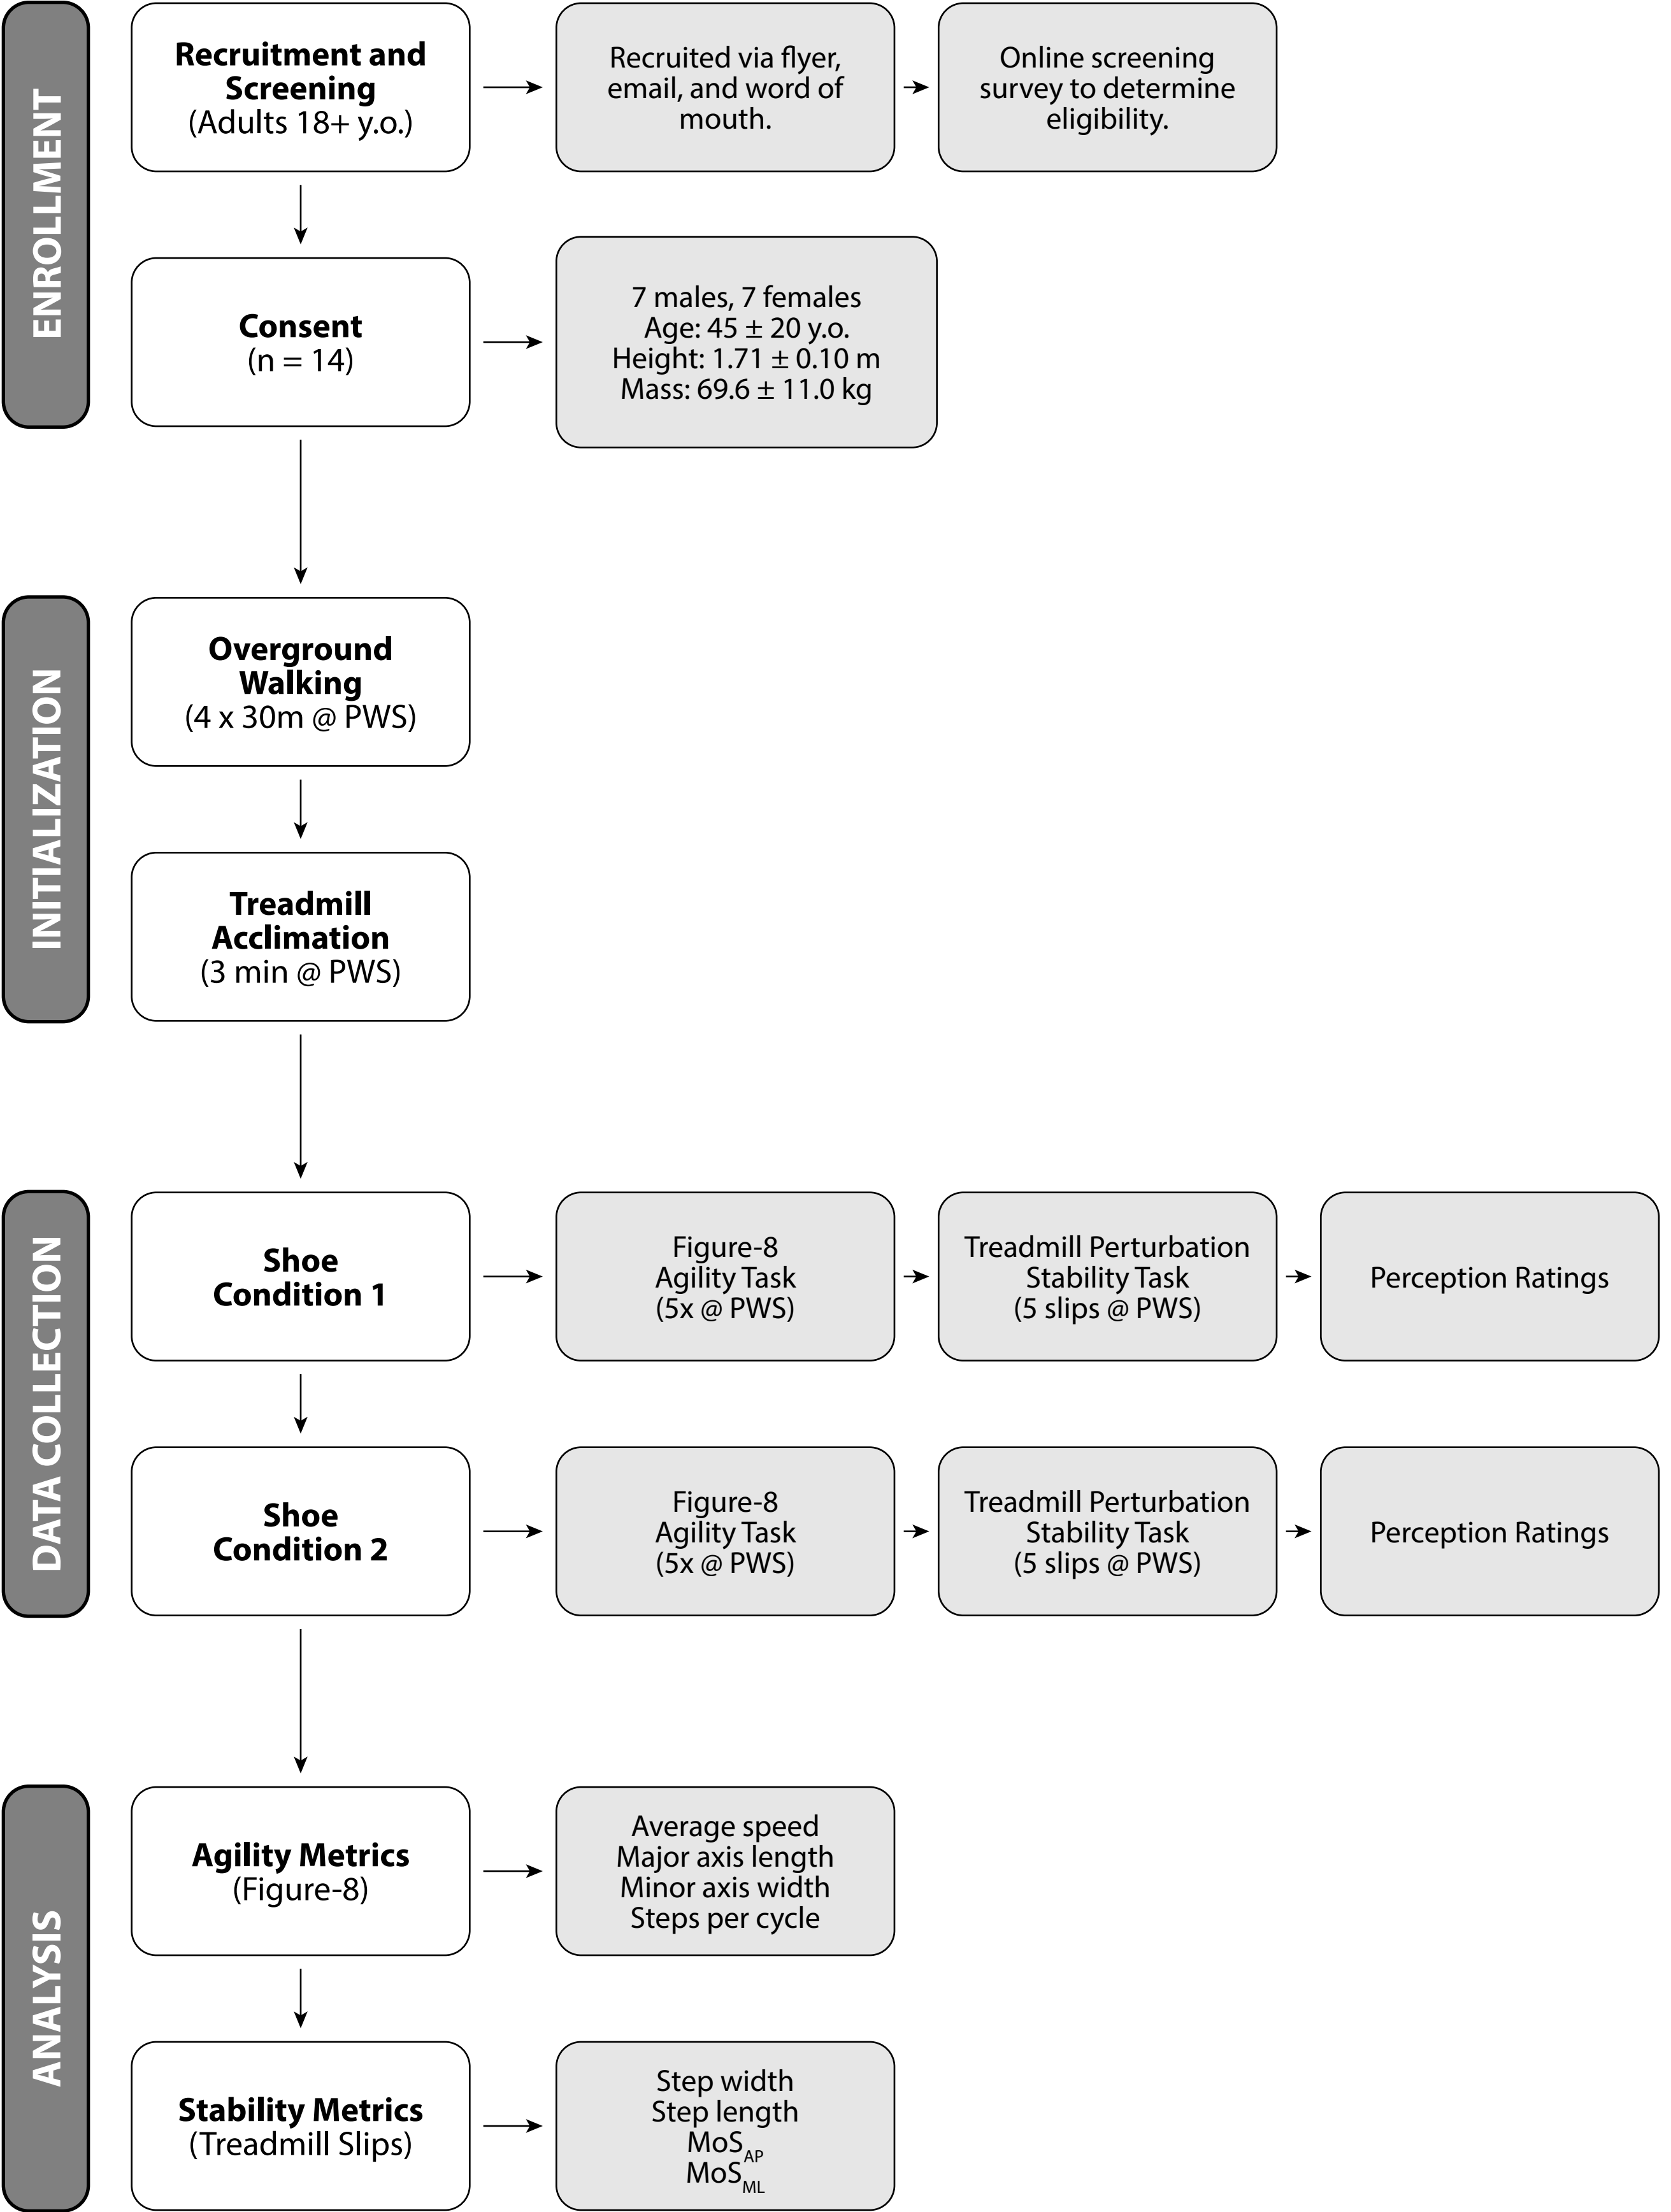 ENROLLMENT
Recruitment and
Screening
(Adults 18+ y.o.)
Recruited via flyer,
email, and word of
mouth.
Online screening
survey to determine
eligibility.
Consent
(n = 14)
7 males, 7 females
Age: 45 ± 20 y.o.
Height: 1.71 ± 0.10 m
Mass: 69.6 ± 11.0 kg
INITIALIZATION
Overground
Walking
(4 x 30m @ PWS)
Treadmill
Acclimation
(3 min @ PWS)
DATA COLLECTION
Shoe
Condition 1
Figure-8
Agility Task
(5x @ PWS)
Treadmill Perturbation
Stability Task
(5 slips @ PWS)
Perception Ratings
Shoe
Condition 2
Figure-8
Agility Task
(5x @ PWS)
Treadmill Perturbation
Stability Task
(5 slips @ PWS)
Perception Ratings
ANALYSIS
Agility Metrics
(Figure-8)
Average speed
Major axis length
Minor axis width
Steps per cycle
Stability Metrics
(Treadmill Slips)
Step width
Step length
MoS AP
MoS ML